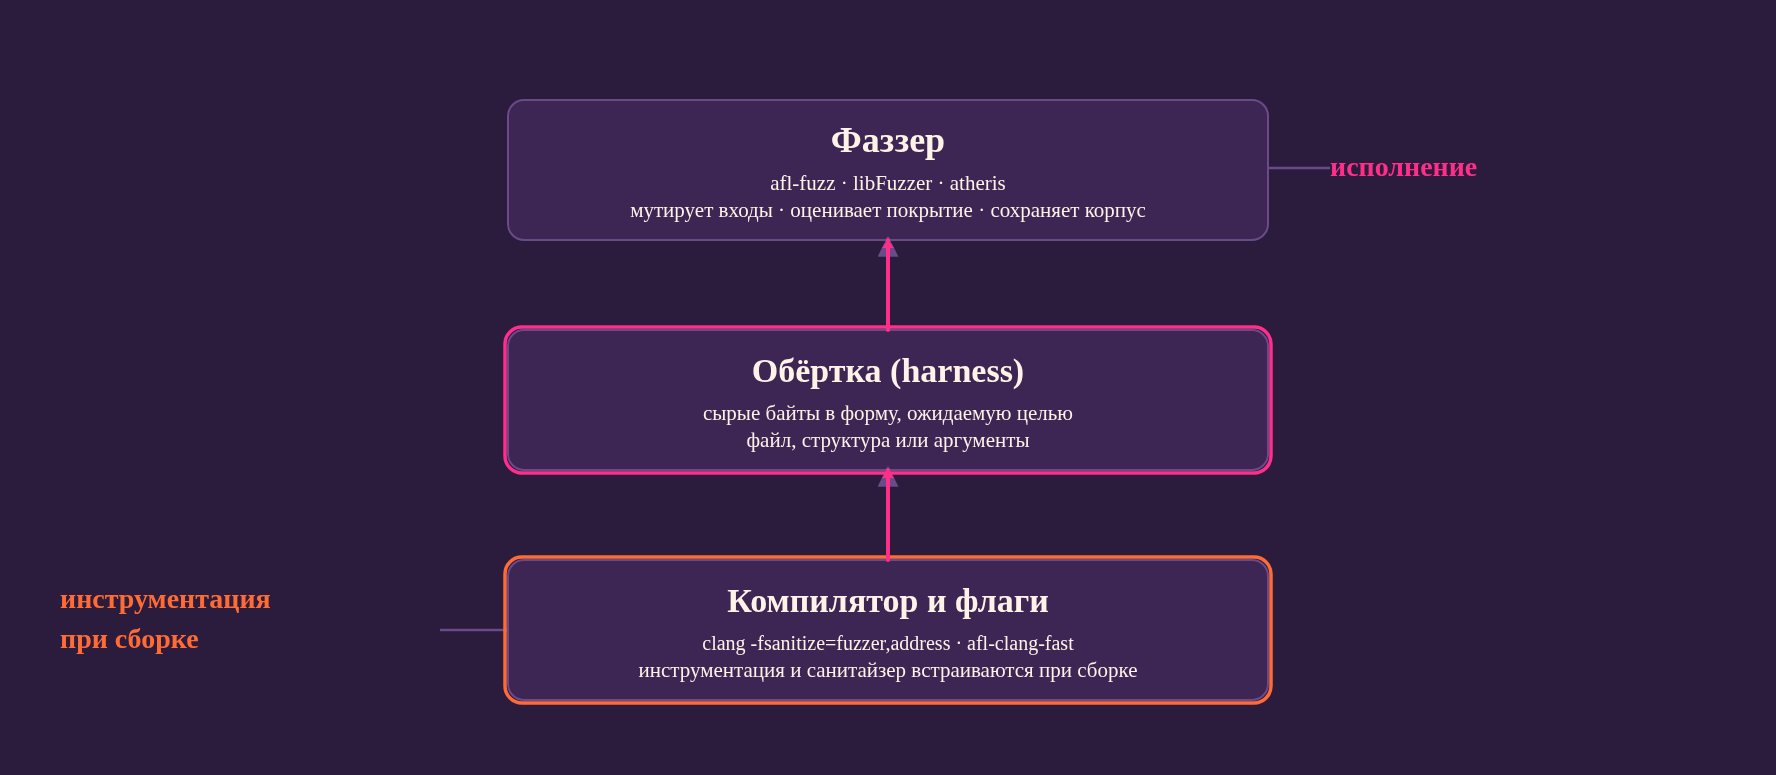 Фаззер
afl-fuzz · libFuzzer · atheris
мутирует входы · оценивает покрытие · сохраняет корпус
исполнение
Обёртка (harness)
сырые байты в форму, ожидаемую целью
файл, структура или аргументы
инструментация
при сборке
Компилятор и флаги
clang -fsanitize=fuzzer,address · afl-clang-fast
инструментация и санитайзер встраиваются при сборке